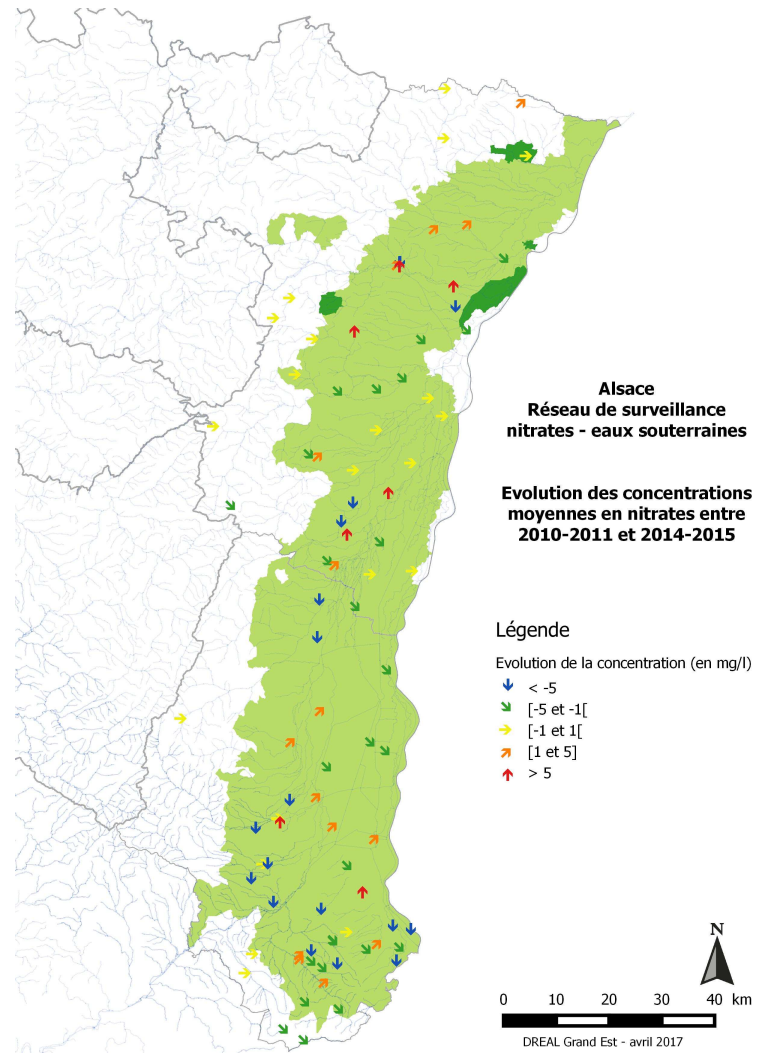 Alsace
Réseau de surveillance
nitrates - eaux souterraines
Evolution des concentrations
moyennes en nitrates entre
2010-2011 et 2014-2015
Légende
Evolution de la concentration (en mg/l)
< -5
[-5 et -1[
[-1 et 1[
[1 et 5]
> 5
N
0 10 20 30 40 km
DREAL Grand Est - avril 2017